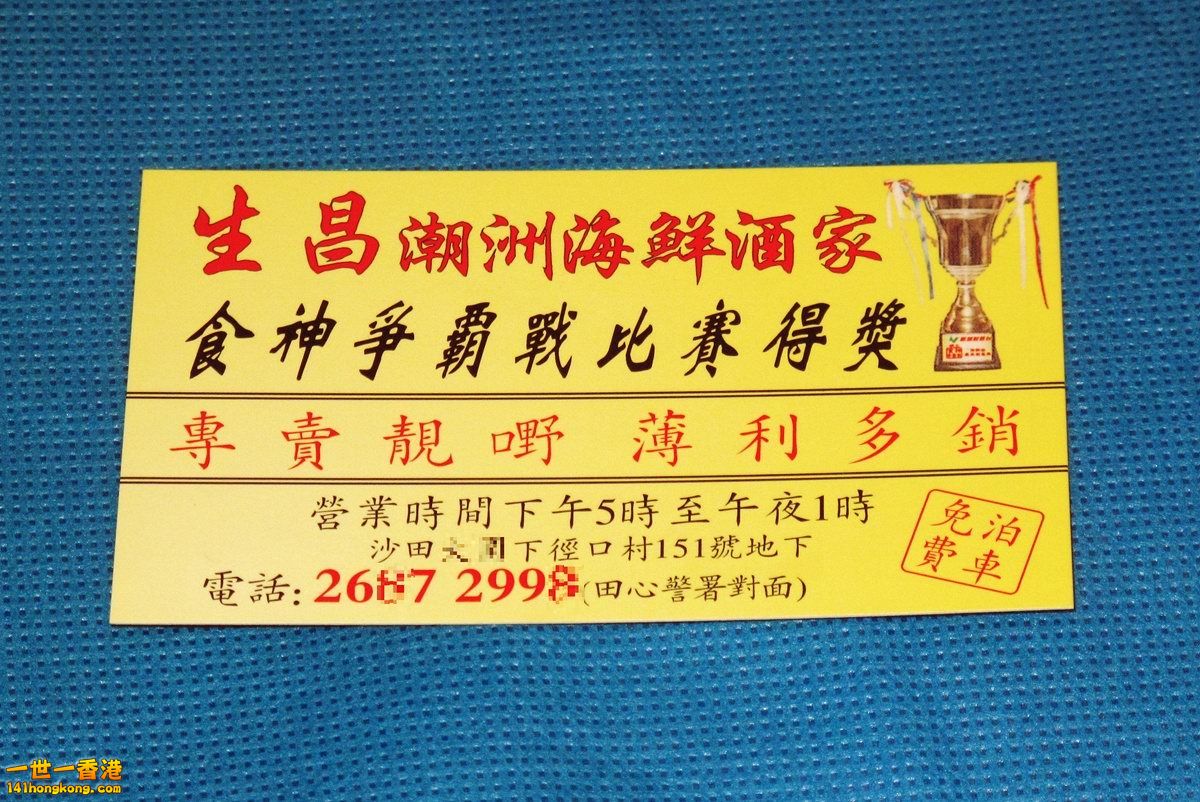 生昌潮洲海鮮酒家
食神爭霸戰比賽得獎
專賣靚嘢 薄利多銷
營業時間下午5時至午夜1時
沙田 下徑口村151號地下
電話: 26 7 299 (田心警署對面)
免費泊車
一世一香港
141hongkong.com